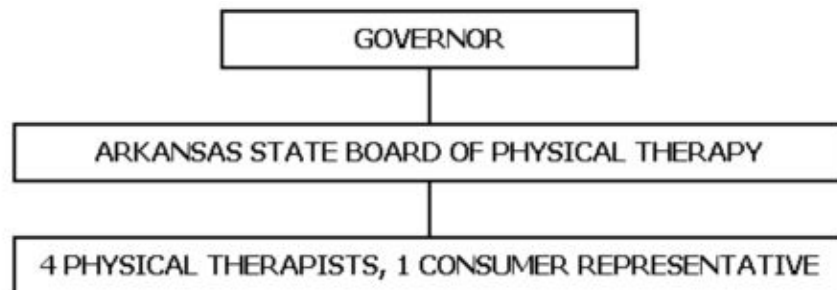 GOVERNOR
ARKANSAS STATE BOARD OF PHYSICAL THERAPY
4 PHYSICAL THERAPISTS, 1 CONSUMER REPRESENTATIVE